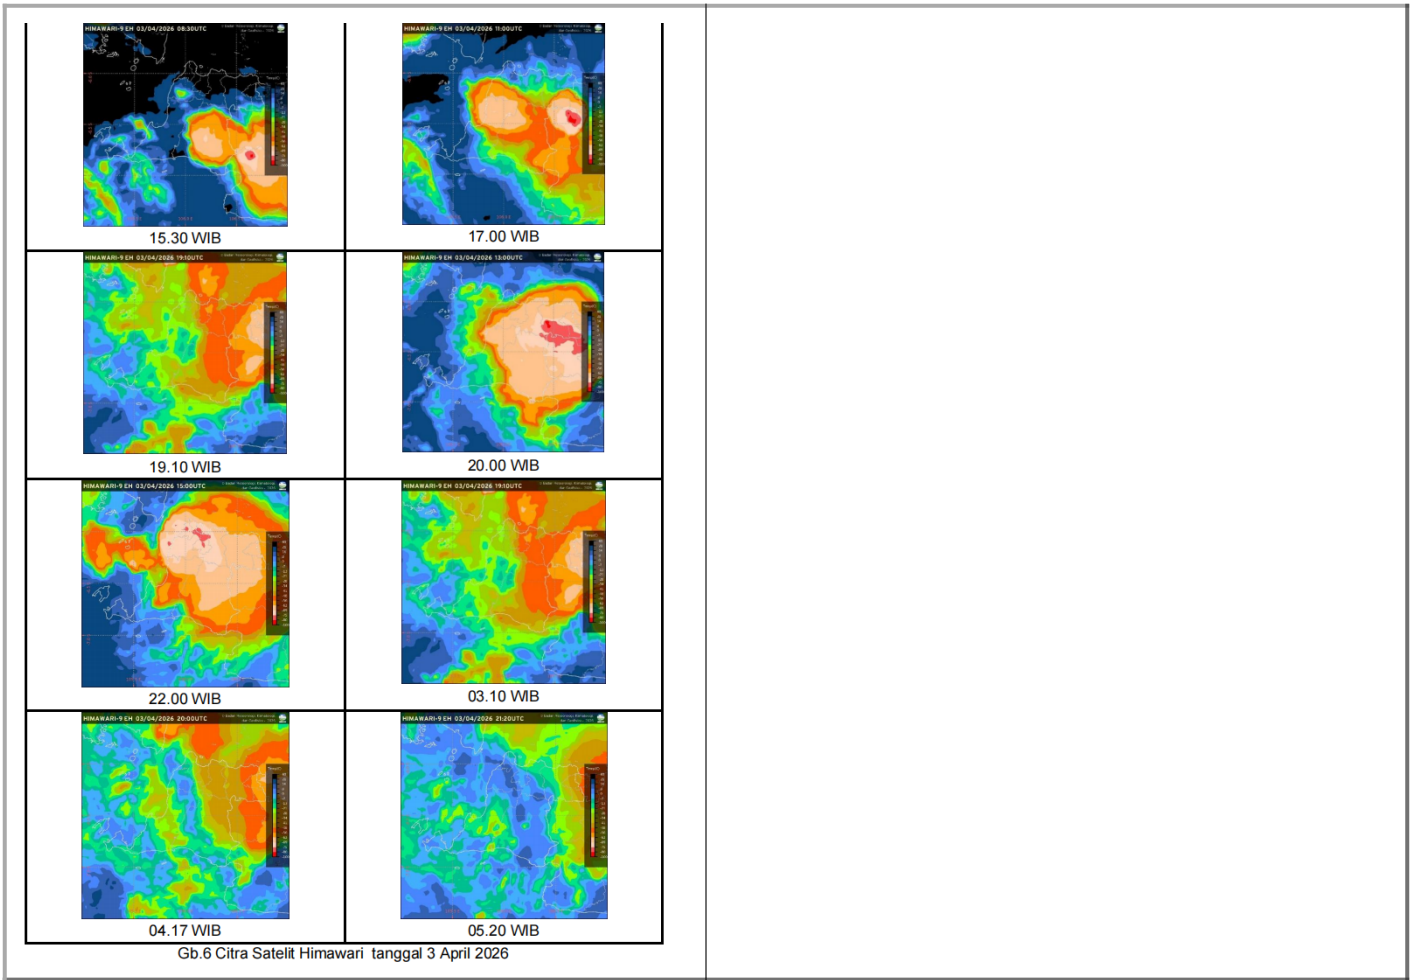 HIMAWARI-9 EH 03/04/2026 08:30UTC
15.30 WIB
HIMAWARI-9 EH 03/04/2026 11:00UTC
17.00 WIB
HIMAWARI-9 EH 03/04/2026 19:10UTC
19.10 WIB
HIMAWARI-9 EH 03/04/2026 13:00UTC
20.00 WIB
HIMAWARI-9 EH 03/04/2026 15:00UTC
22.00 WIB
HIMAWARI-9 EH 03/04/2026 19:10UTC
03.10 WIB
HIMAWARI-9 EH 03/04/2026 20:00UTC
04.17 WIB
HIMAWARI-9 EH 03/04/2026 21:20UTC
05.20 WIB
Gb.6 Citra Satelit Himawari tanggal 3 April 2026